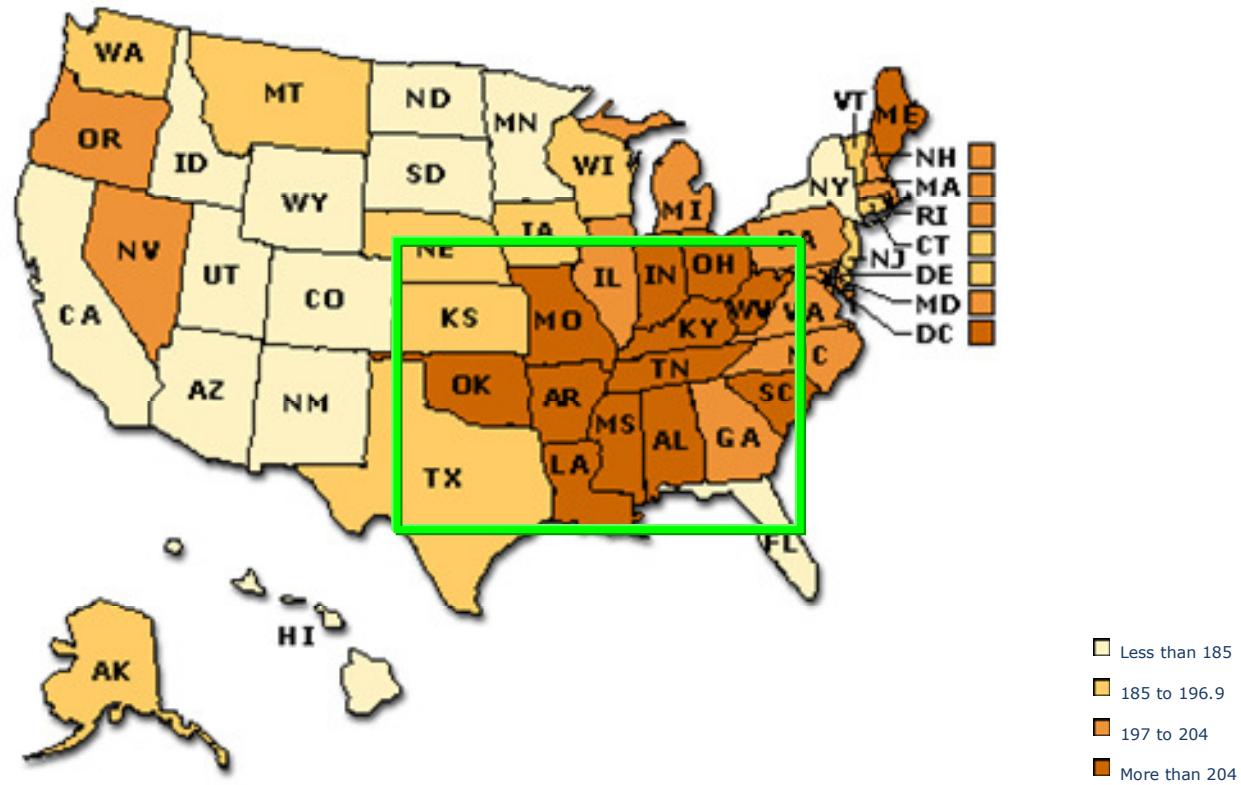 WA
MT
ND
MN
VT
ME
OR
ID
SD
WI
NH
MA
NY
RI
WY
MI
CT
NV
NE
IA
PA
NJ
DE
UT
CO
IL
IN
OH
MD
CA
KS
MO
KY
WV
VA
DC
AZ
NM
OK
AR
TN
NC
SC
MS
AL
GA
TX
LA
FL
HI
AK
Less than 185
185 to 196.9
197 to 204
More than 204